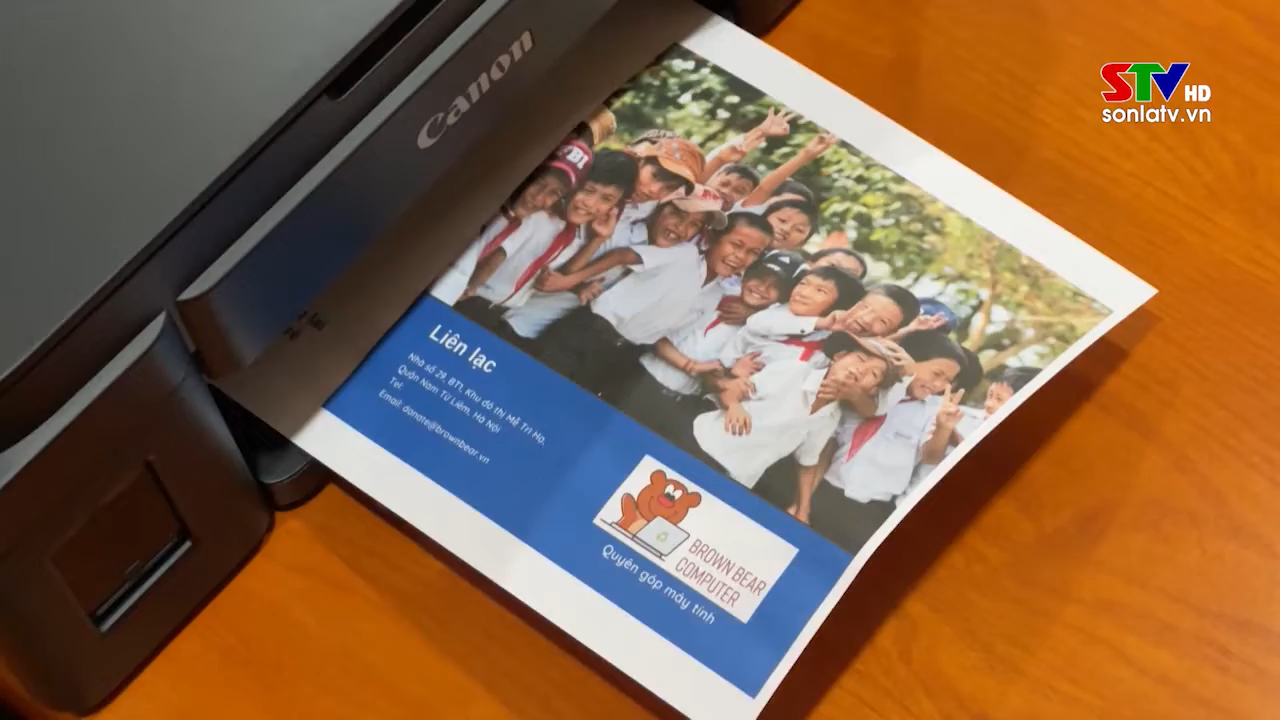 Canon
STV HD
sonlatv.vn
BI
Liên lạc
Nhà số 29, BT1, Khu đô thị Mễ Trì Hạ,
Quận Nam Từ Liêm, Hà Nội
Tel:
Email: donate@brownbear.vn
BROWN BEAR
COMPUTER
Quyên góp máy tính